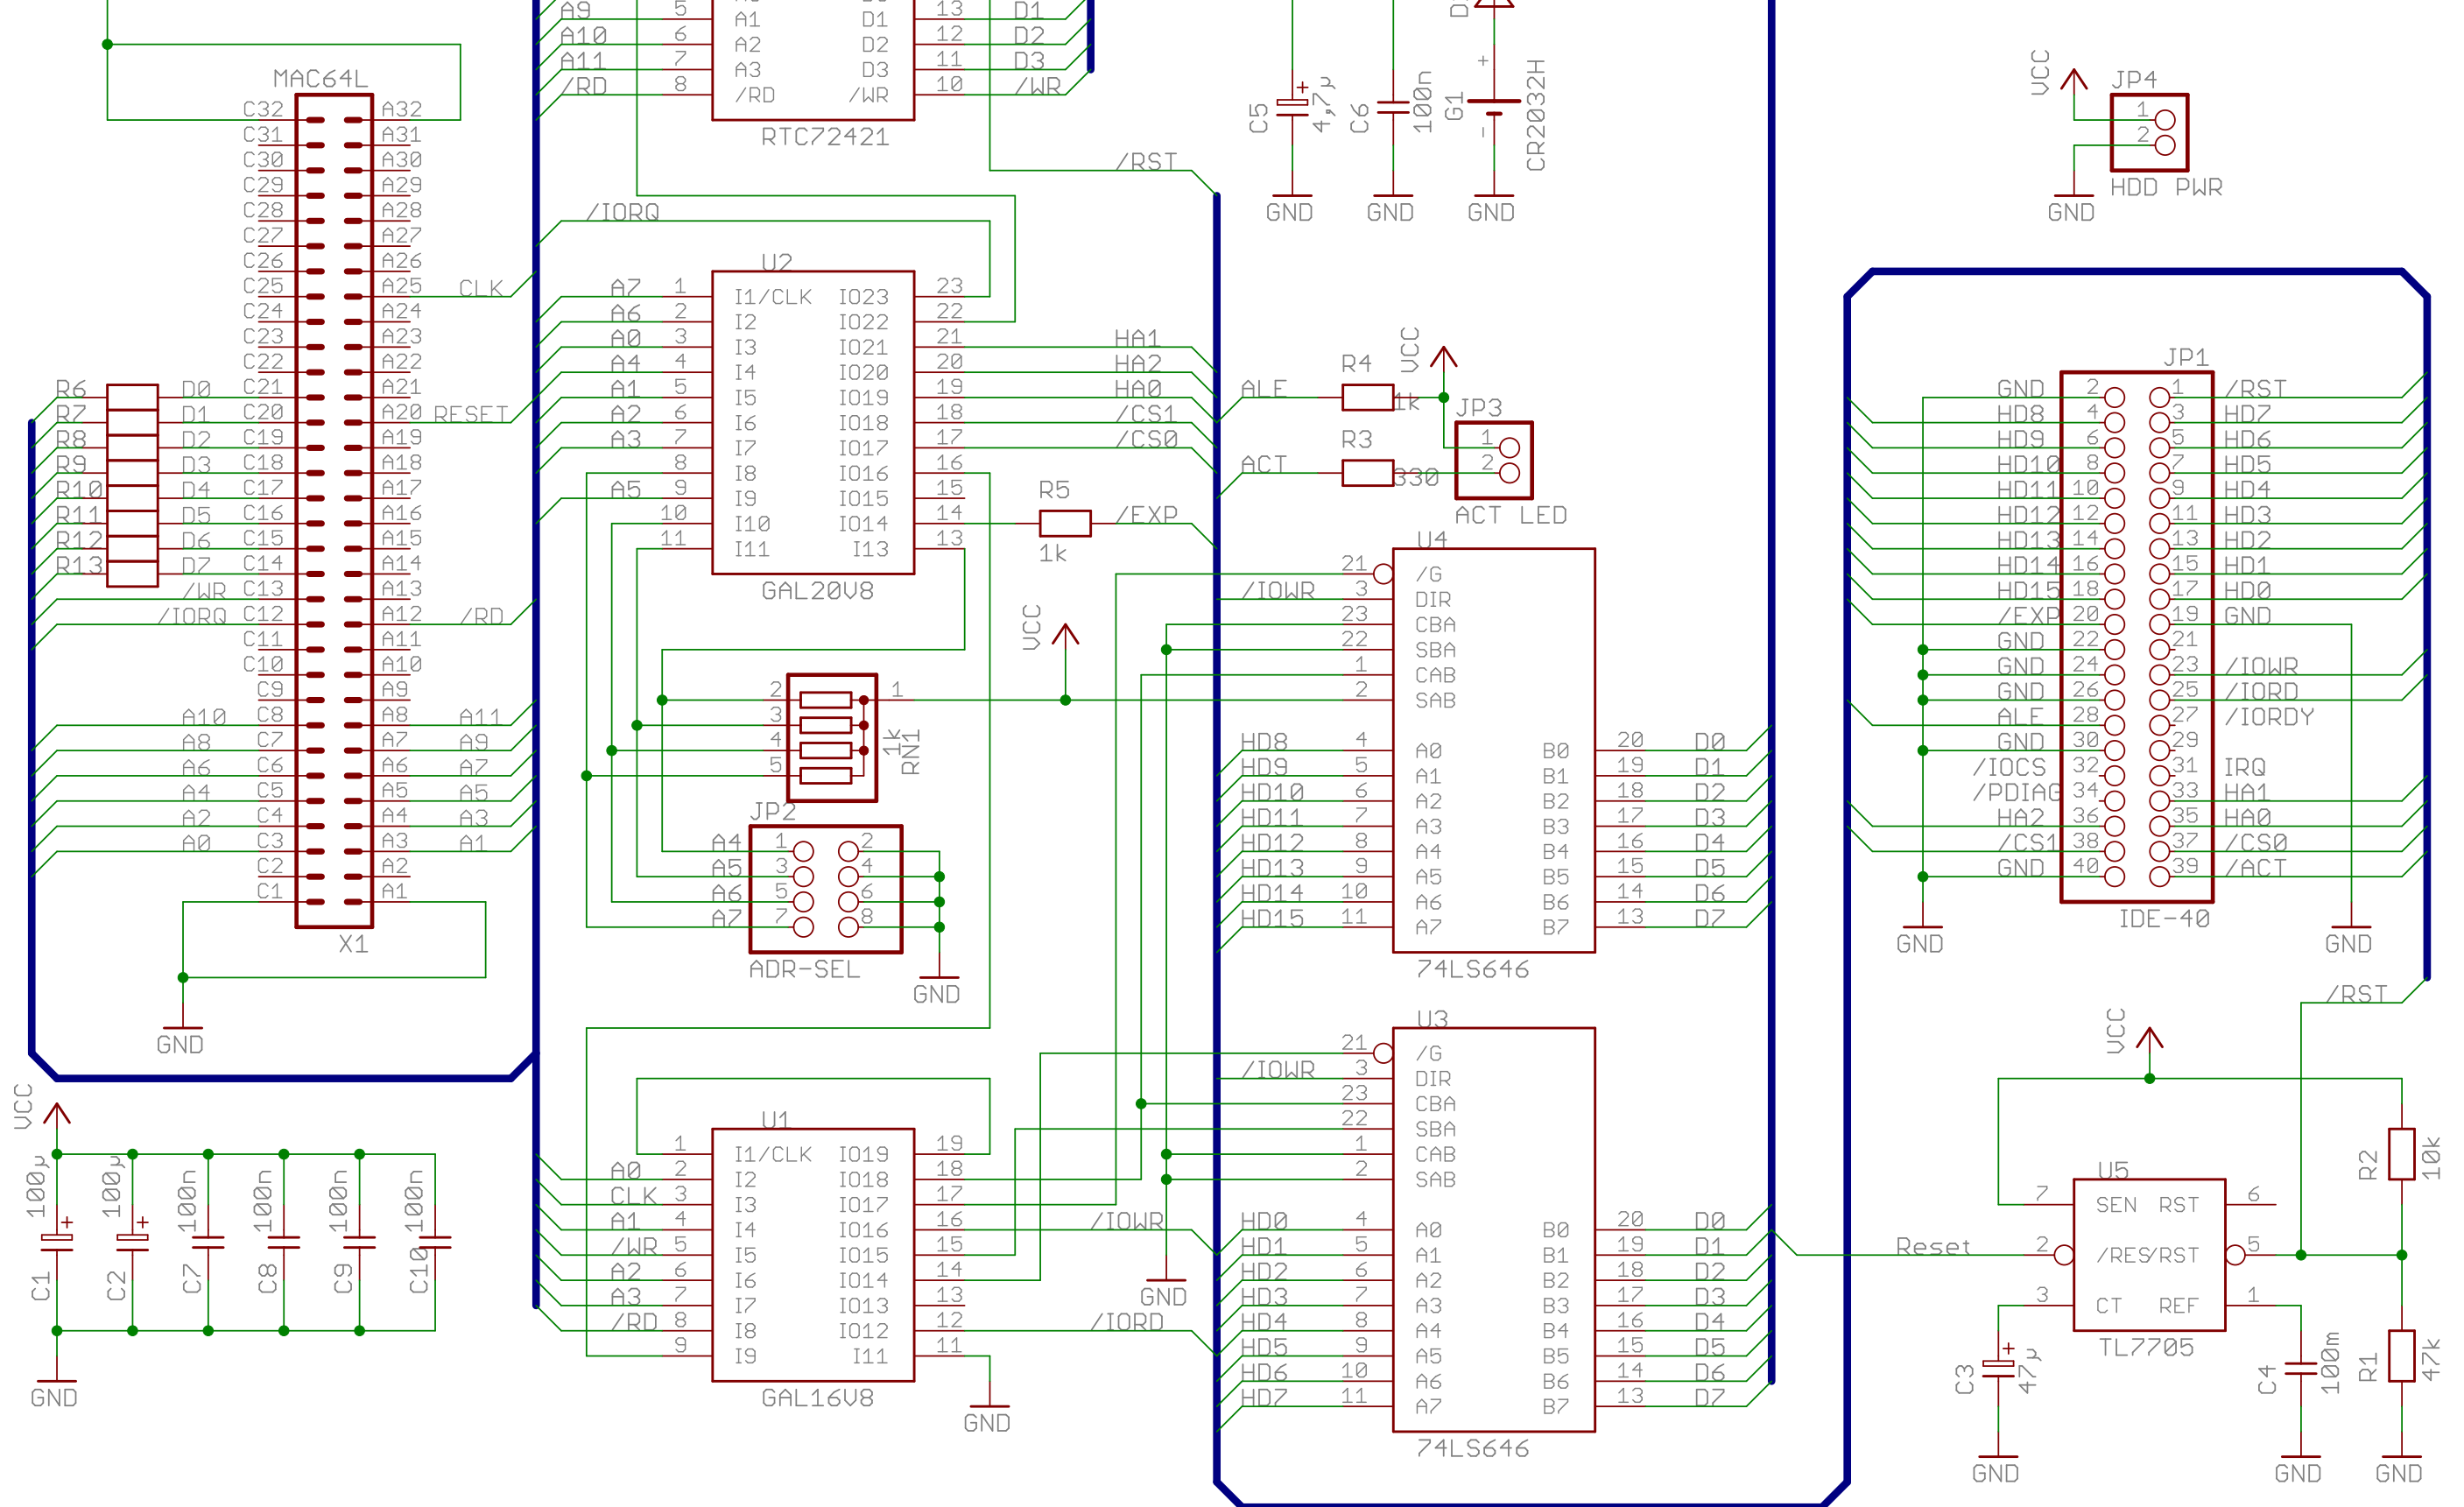 A9 5 A1 D1 13 D1
A10 6 A2 D2 12 D2
A11 7 A3 D3 11 D3
/RD 8 /RD /WR 10 /WR
RTC72421
MAC64L
C32 A32
C31 A31
C30 A30
C29 A29
C28 A28
C27 A27
C26 A26
C25 A25 CLK
C24 A24
C23 A23
C22 A22
R6 D0 C21 A21
R7 D1 C20 A20 RESET
R8 D2 C19 A19
R9 D3 C18 A18
R10 D4 C17 A17
R11 D5 C16 A16
R12 D6 C15 A15
R13 D7 C14 A14
/WR C13 A13
/IORQ C12 A12 /RD
C11 A11
C10 A10
C9 A9
A10 C8 A8 A11
A8 C7 A7 A9
A6 C6 A6 A7
A4 C5 A5 A5
A2 C4 A4 A3
A0 C3 A3 A1
C2 A2
C1 A1
X1
GND
VCC
C1 100µ +
C2 100µ +
C7 100n
C8 100n
C9 100n
C10 100n
GND
/RST
/IORQ
U2
A7 1 I1/CLK IO23 23
A6 2 I2 IO22 22
A0 3 I3 IO21 21 HA1
A4 4 I4 IO20 20 HA2
A1 5 I5 IO19 19 HA0
A2 6 I6 IO18 18 /CS1
A3 7 I7 IO17 17 /CS0
8 I8 IO16 16
A5 9 I9 IO15 15
10 I10 IO14 14 R5 1k /EXP
11 I11 I13 13
GAL20V8
VCC
2 1
3
4
5
1k
RN1
JP2
A4 1 2
A5 3 4
A6 5 6
A7 7 8
ADR-SEL
GND
U1
1 I1/CLK IO19 19
A0 2 I2 IO18 18
CLK 3 I3 IO17 17
A1 4 I4 IO16 16 /IOWR
/WR 5 I5 IO15 15
A2 6 I6 IO14 14
A3 7 I7 IO13 13
/RD 8 I8 IO12 12 /IORD
9 I9 I11 11
GAL16V8
GND
GND
C5 4,7µ +
C6 100n
G1 + - CR2032H
GND GND GND
VCC
ALE R4 1k
ACT R3 330
JP3
1
2
ACT LED
U4
21 /G
/IOWR 3 DIR
23 CBA
22 SBA
1 CAB
2 SAB
HD8 4 A0 B0 20 D0
HD9 5 A1 B1 19 D1
HD10 6 A2 B2 18 D2
HD11 7 A3 B3 17 D3
HD12 8 A4 B4 16 D4
HD13 9 A5 B5 15 D5
HD14 10 A6 B6 14 D6
HD15 11 A7 B7 13 D7
74LS646
U3
21 /G
/IOWR 3 DIR
23 CBA
22 SBA
1 CAB
2 SAB
HD0 4 A0 B0 20 D0
HD1 5 A1 B1 19 D1
HD2 6 A2 B2 18 D2
HD3 7 A3 B3 17 D3
HD4 8 A4 B4 16 D4
HD5 9 A5 B5 15 D5
HD6 10 A6 B6 14 D6
HD7 11 A7 B7 13 D7
74LS646
VCC JP4
1
2
HDD PWR
GND
JP1
GND 2 1 /RST
HD8 4 3 HD7
HD9 6 5 HD6
HD10 8 7 HD5
HD11 10 9 HD4
HD12 12 11 HD3
HD13 14 13 HD2
HD14 16 15 HD1
HD15 18 17 HD0
/EXP 20 19 GND
GND 22 21
GND 24 23 /IOWR
GND 26 25 /IORD
ALE 28 27 /IORDY
GND 30 29
/IOCS 32 31 IRQ
/PDIAG 34 33 HA1
HA2 36 35 HA0
/CS1 38 37 /CS0
GND 40 39 /ACT
IDE-40
GND GND
/RST
VCC
R2 10k
U5
7 SEN RST 6
Reset 2 /RES /RST 5
3 CT REF 1
TL7705
C3 47µ +
C4 100m
R1 47k
GND GND GND